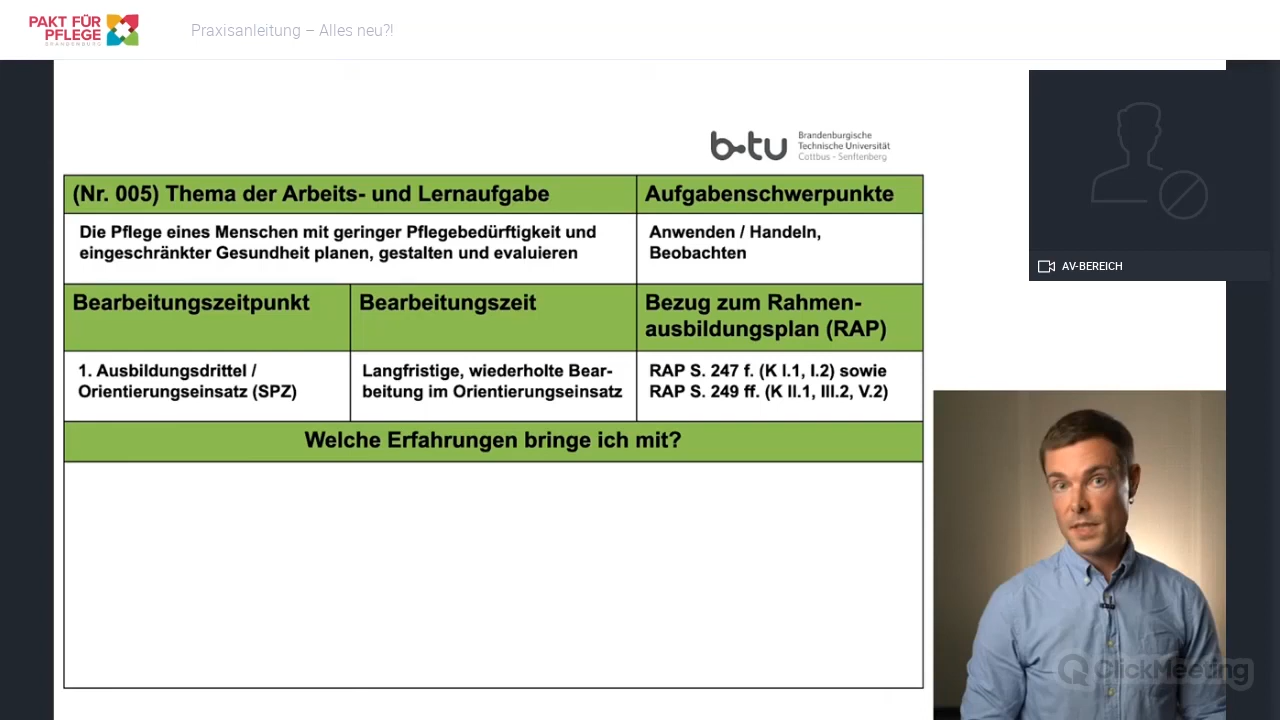 PAKT FÜR
PFLEGE
BRANDENBURG
Praxisanleitung – Alles neu?!
b-tu
Brandenburgische
Technische Universität
Cottbus - Senftenberg
(Nr. 005) Thema der Arbeits- und Lernaufgabe
Aufgabenschwerpunkte
Die Pflege eines Menschen mit geringer Pflegebedürftigkeit und
eingeschränkter Gesundheit planen, gestalten und evaluieren
Anwenden / Handeln,
Beobachten
Bearbeitungszeitpunkt
Bearbeitungszeit
Bezug zum Rahmen-
ausbildungsplan (RAP)
1. Ausbildungsdrittel /
Orientierungseinsatz (SPZ)
Langfristige, wiederholte Bear-
beitung im Orientierungseinsatz
RAP S. 247 f. (K I.1, I.2) sowie
RAP S. 249 ff. (K II.1, III.2, V.2)
Welche Erfahrungen bringe ich mit?
AV-BEREICH
ClickMeeting